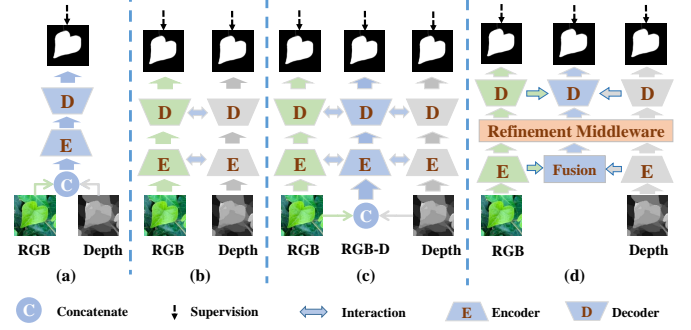 D
E
C
RGB Depth
(a)
D D
E E
RGB Depth
(b)
D D D
E E E
C
RGB RGB-D Depth
(c)
D D D
Refinement Middleware
E Fusion E
RGB Depth
(d)
C Concatenate Supervision Interaction E Encoder D Decoder